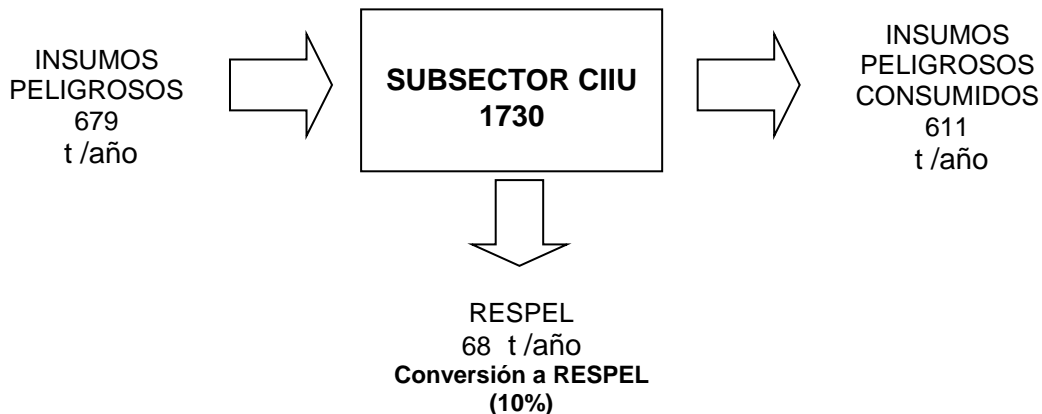 INSUMOS
PELIGROSOS
679
t /año
SUBSECTOR CIIU
1730
INSUMOS
PELIGROSOS
CONSUMIDOS
611
t /año
RESPEL
68 t /año
Conversión a RESPEL
(10%)